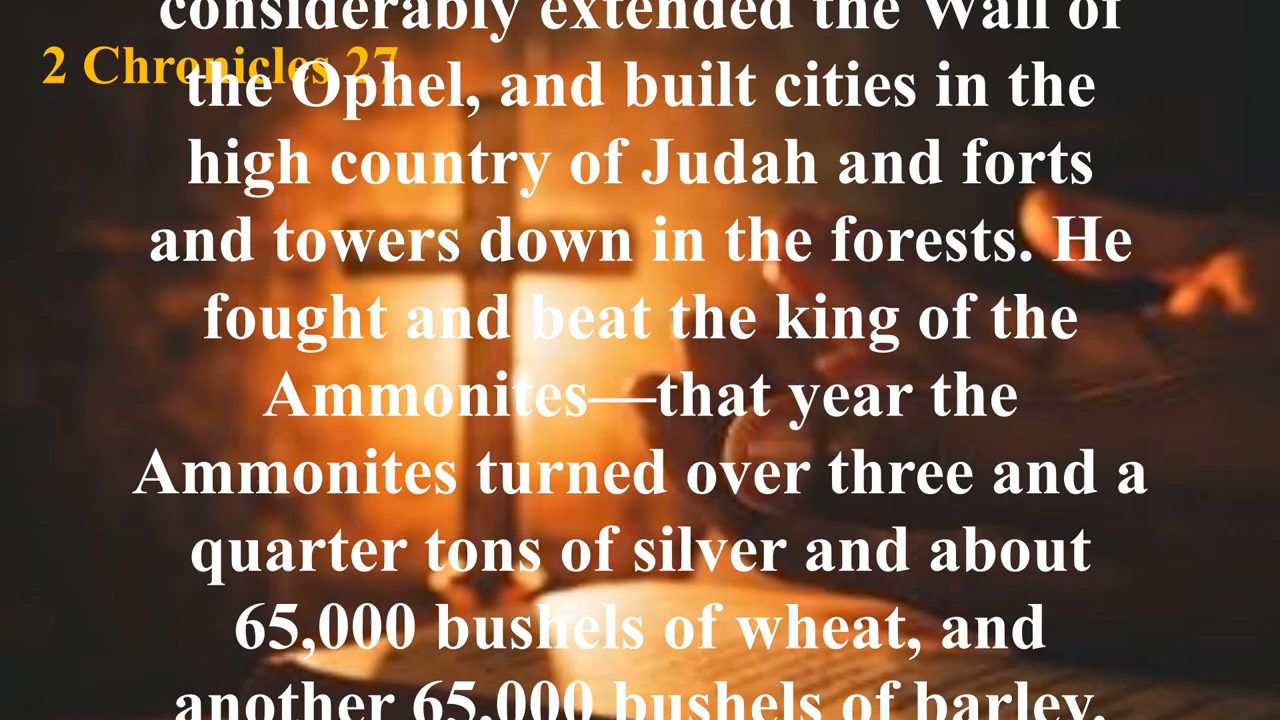 considerably extended the Wall of
2 Chronicles 27
the Ophel, and built cities in the
high country of Judah and forts
and towers down in the forests. He
fought and beat the king of the
Ammonites—that year the
Ammonites turned over three and a
quarter tons of silver and about
65,000 bushels of wheat, and
another 65,000 bushels of barley.